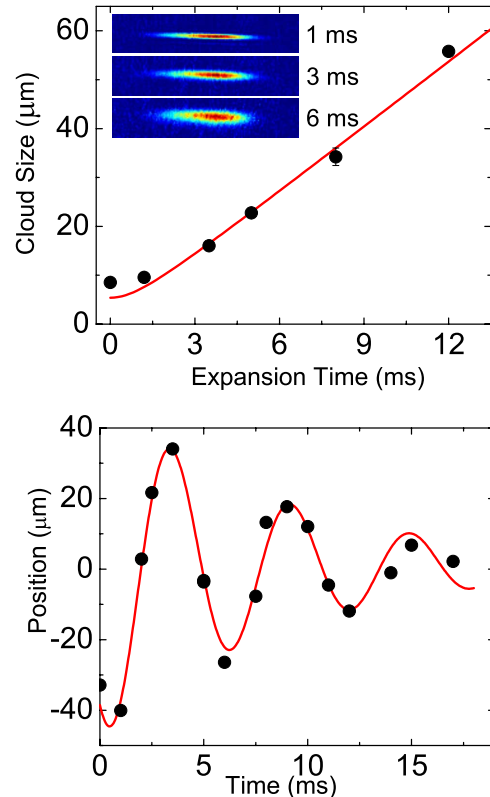 60
1 ms
3 ms
40
6 ms
Cloud Size (μm)
20
0
0 3 6 9 12
Expansion Time (ms)
40
20
0
Position (μm)
-20
-40
0 5 10 15
Time (ms)